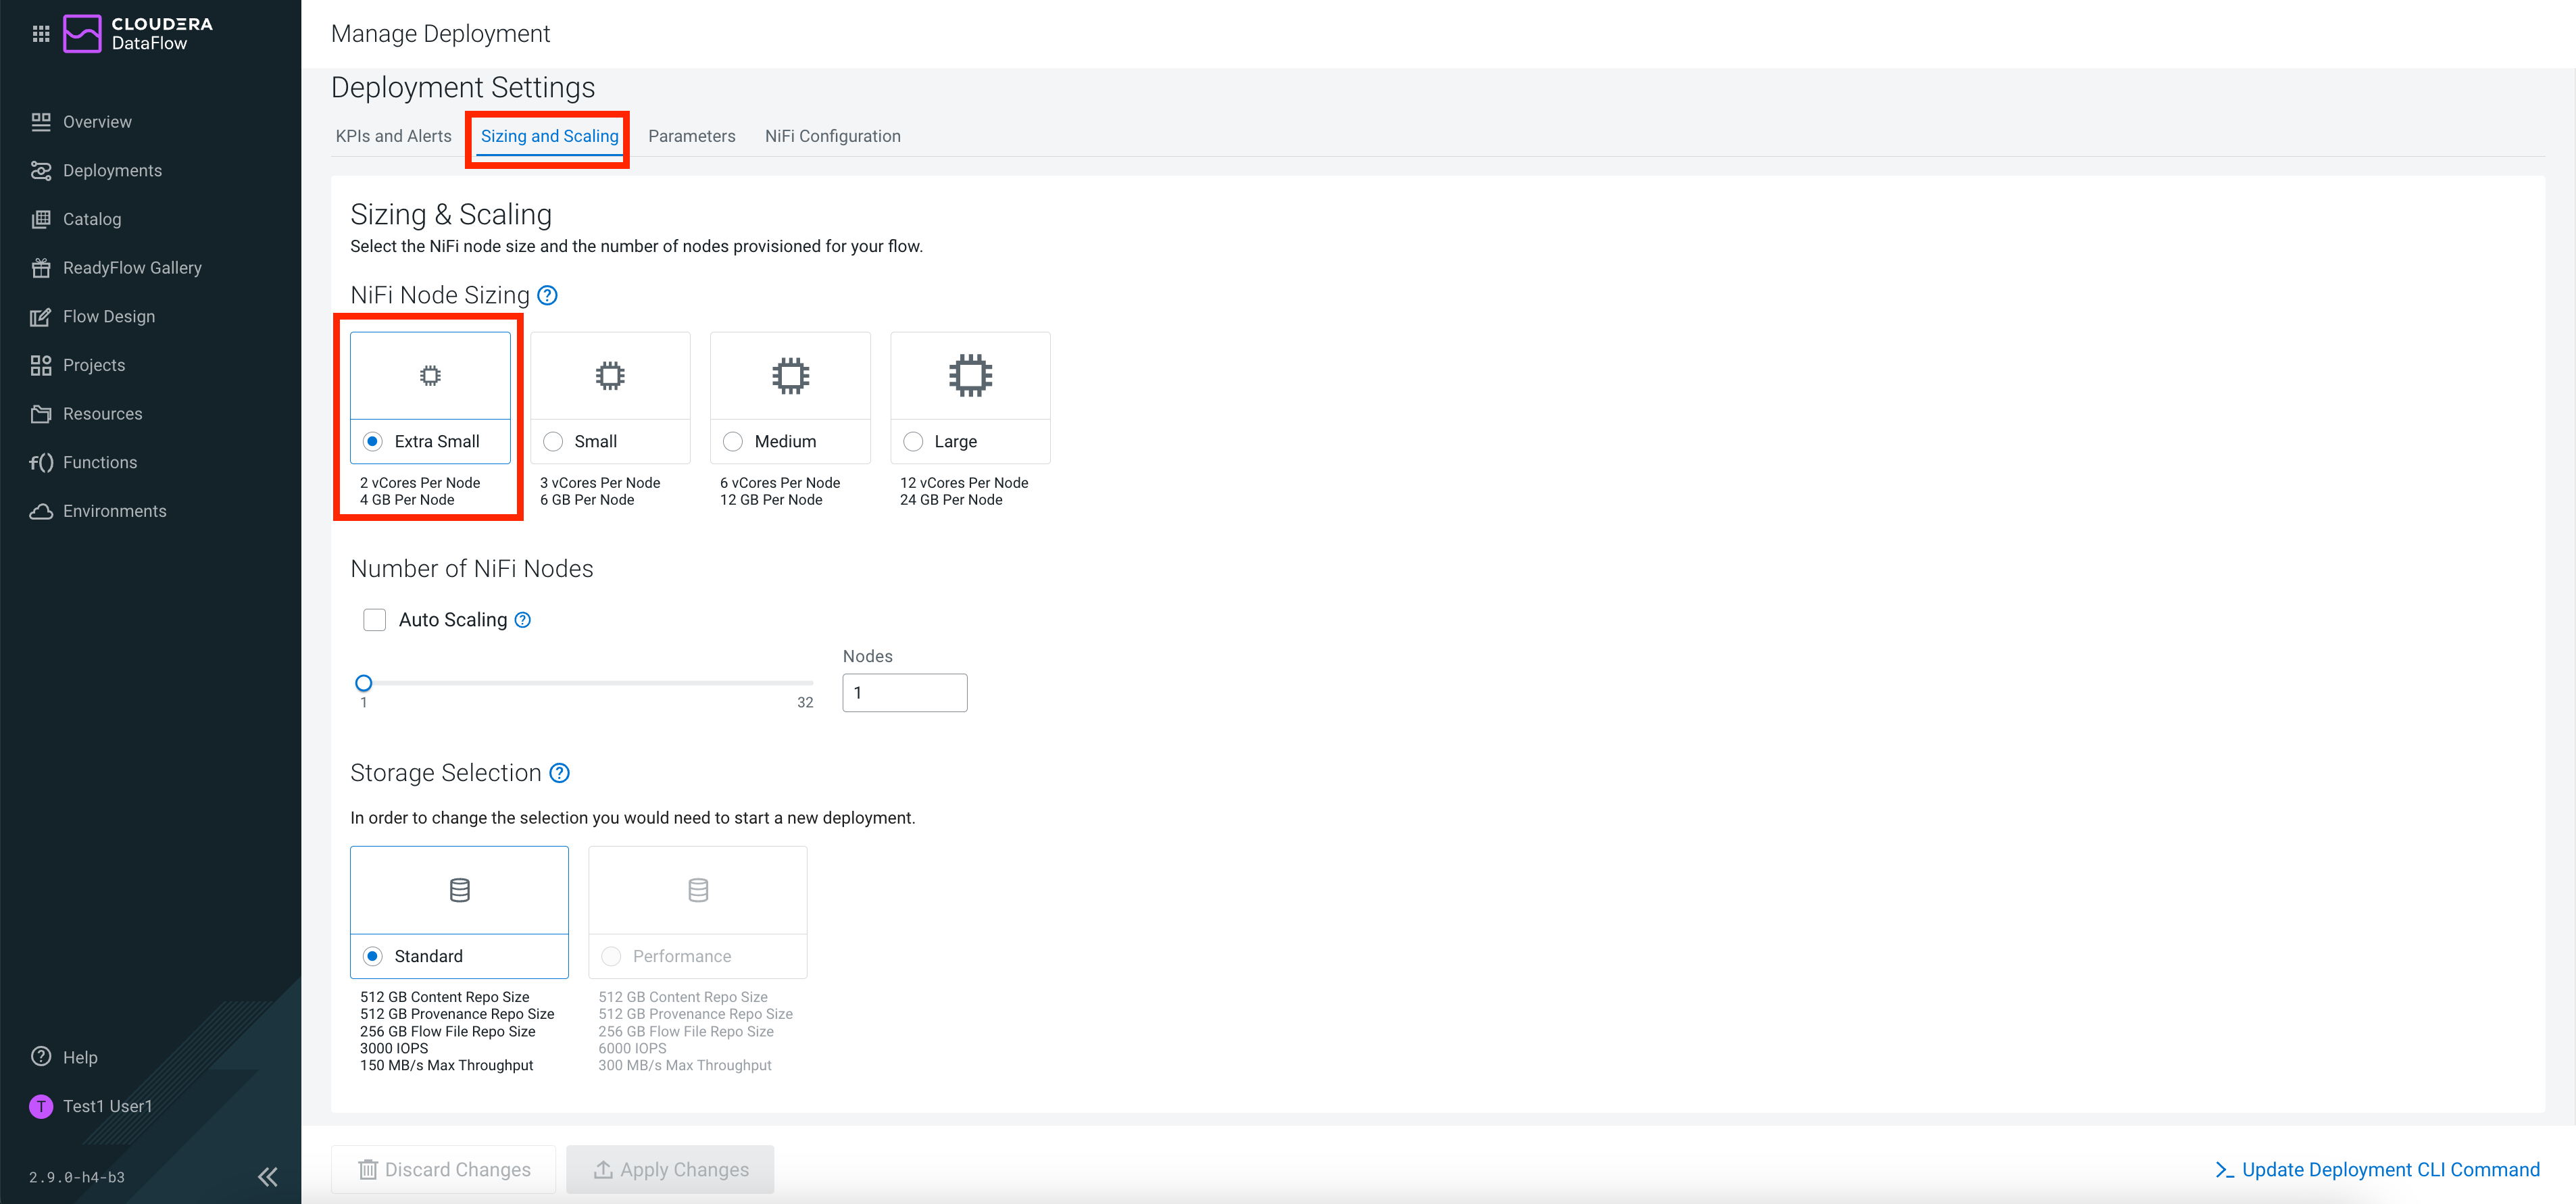 CLOUDERA
DataFlow
Overview
Deployments
Catalog
ReadyFlow Gallery
Flow Design
Projects
Resources
f() Functions
Environments
Help
T Test1 User1
2.9.0-h4-b3
Manage Deployment
Deployment Settings
KPIs and Alerts Sizing and Scaling Parameters NiFi Configuration
Sizing & Scaling
Select the NiFi node size and the number of nodes provisioned for your flow.
NiFi Node Sizing ?
Extra Small Small Medium Large
2 vCores Per Node 3 vCores Per Node 6 vCores Per Node 12 vCores Per Node
4 GB Per Node 6 GB Per Node 12 GB Per Node 24 GB Per Node
Number of NiFi Nodes
Auto Scaling ?
Nodes
1
1 32
Storage Selection ?
In order to change the selection you would need to start a new deployment.
Standard Performance
512 GB Content Repo Size 512 GB Content Repo Size
512 GB Provenance Repo Size 512 GB Provenance Repo Size
256 GB Flow File Repo Size 256 GB Flow File Repo Size
3000 IOPS 6000 IOPS
150 MB/s Max Throughput 300 MB/s Max Throughput
Discard Changes Apply Changes >_ Update Deployment CLI Command